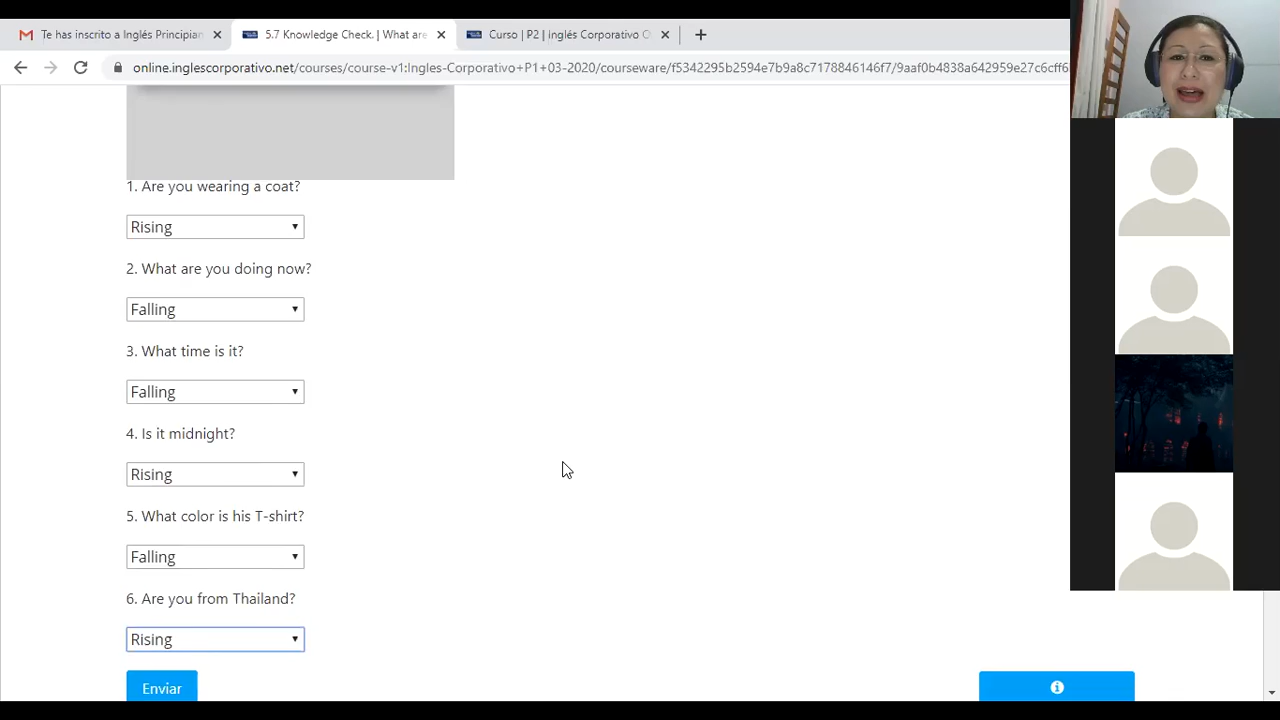 Te has inscrito a Inglés Principian
5.7 Knowledge Check. | What are
Curso | P2 | inglés Corporativo O
online.inglescorporativo.net/courses/course-v1:Ingles-Corporativo+P1+03-2020/courseware/f5342295b2594e7b9a8c7178846146f7/9aaf0b4838a642959e27c6cff6
1. Are you wearing a coat?
Rising
2. What are you doing now?
Falling
3. What time is it?
Falling
4. Is it midnight?
Rising
5. What color is his T-shirt?
Falling
6. Are you from Thailand?
Rising
Enviar